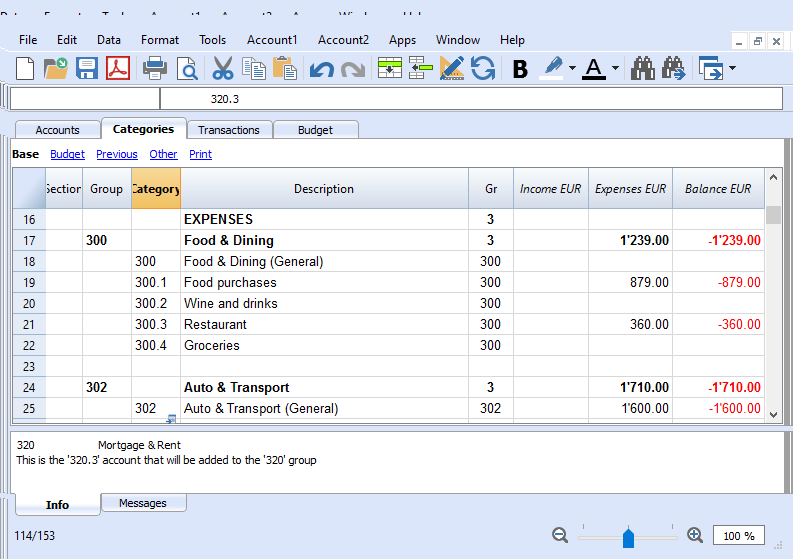 File Edit Data Format Tools Account1 Account2 Apps Window Help
B A
320.3
Accounts Categories Transactions Budget
Base Budget Previous Other Print
Section Group Category Description Gr Income EUR Expenses EUR Balance EUR
16 EXPENSES 3
17 300 Food & Dining 3 1'239.00 -1'239.00
18 300 Food & Dining (General) 300
19 300.1 Food purchases 300 879.00 -879.00
20 300.2 Wine and drinks 300
21 300.3 Restaurant 300 360.00 -360.00
22 300.4 Groceries 300
23
24 302 Auto & Transport 3 1'710.00 -1'710.00
25 302 Auto & Transport (General) 302 1'600.00 -1'600.00
320 Mortgage & Rent
This is the '320.3' account that will be added to the '320' group
Info Messages
114/153 100 %